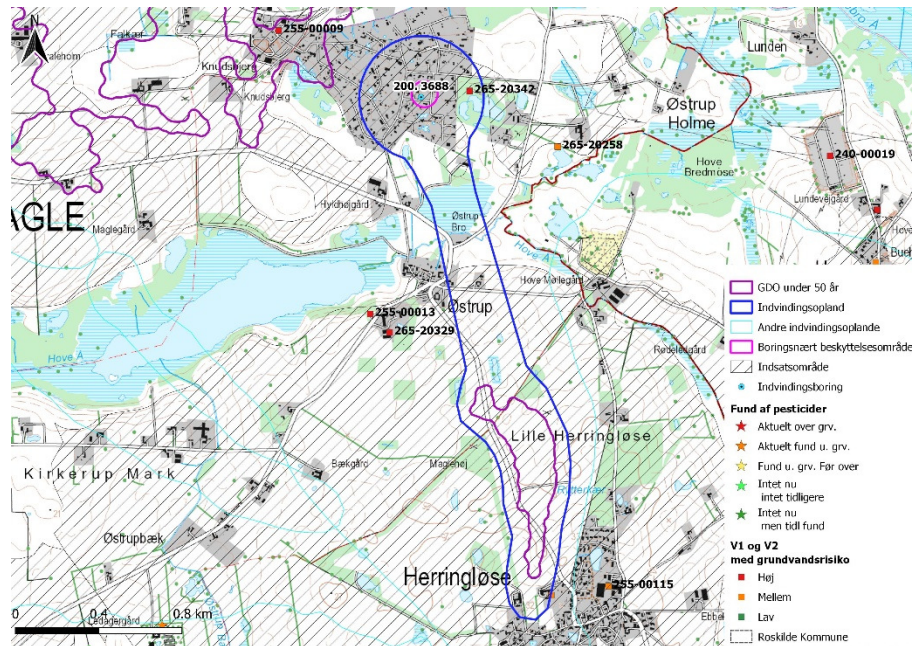 N
255-00009
Falkær
aleholm
Knudsbjerg
Knudsbjerg
200. 3688
265-20342
265-20258
Lunden
Østrup
Holme
240-00019
Hove
Bredmose
Lundevejgård
Hyldhøjgård
Østrup
Bro
AGLE
Maglegård
Hove Å
Hove Møllegård
Østrup
255-00013
265-20329
Hove Å
Rødeledgård
Lille Herringløse
Kirkerup Mark
Bækgård
Maglehøj
Østrupbæk
Herringløse
255-00115
Ledagergård
0
0.4
0.8 km
GDO under 50 år
Indvindingsopland
Andre indvindingsoplande
Boringsnært beskyttelsesområde
Indsatsområde
Indvindingsboring
Fund af pesticider
Aktuelt over grv.
Aktuelt fund u. grv.
Fund u. grv. Før over
Intet nu
intet tidligere
Intet nu
men tidl fund
V1 og V2
med grundvandsrisiko
Høj
Mellem
Lav
Roskilde Kommune